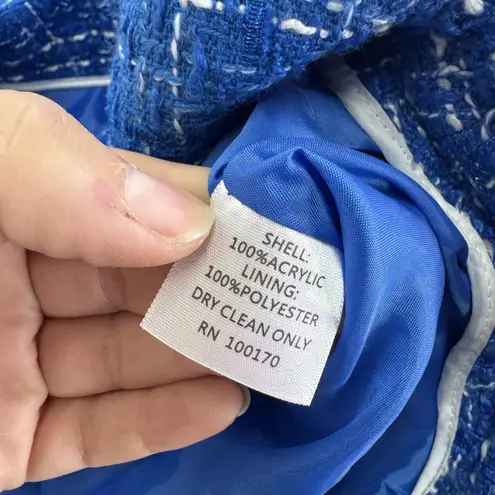 SHELL:
100%ACRYLIC
LINING:
100%POLYESTER
DRY CLEAN ONLY
RN 100170